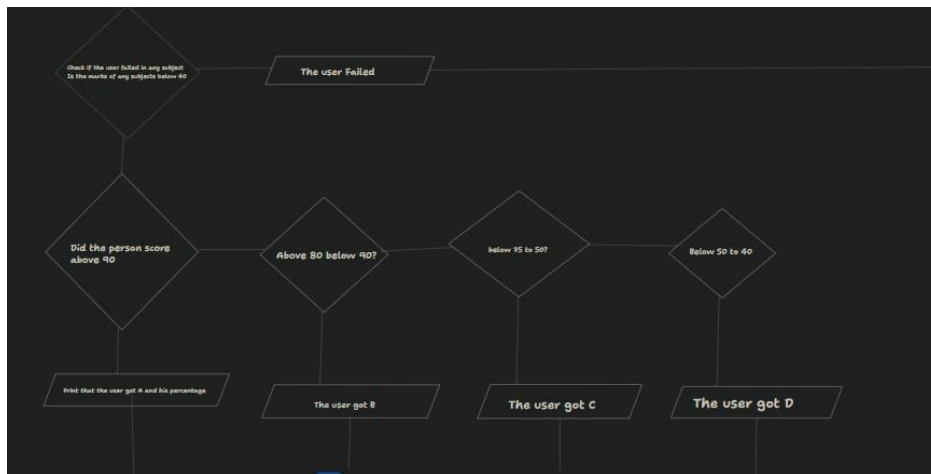 Check if the user failed in any subject
Is the marks of any subjects below 40
The user Failed
Did the person score
above 90
Above 80 below 90?
below 75 to 50?
Below 50 to 40
Print that the user got A and his percentage
The user got B
The user got C
The user got D